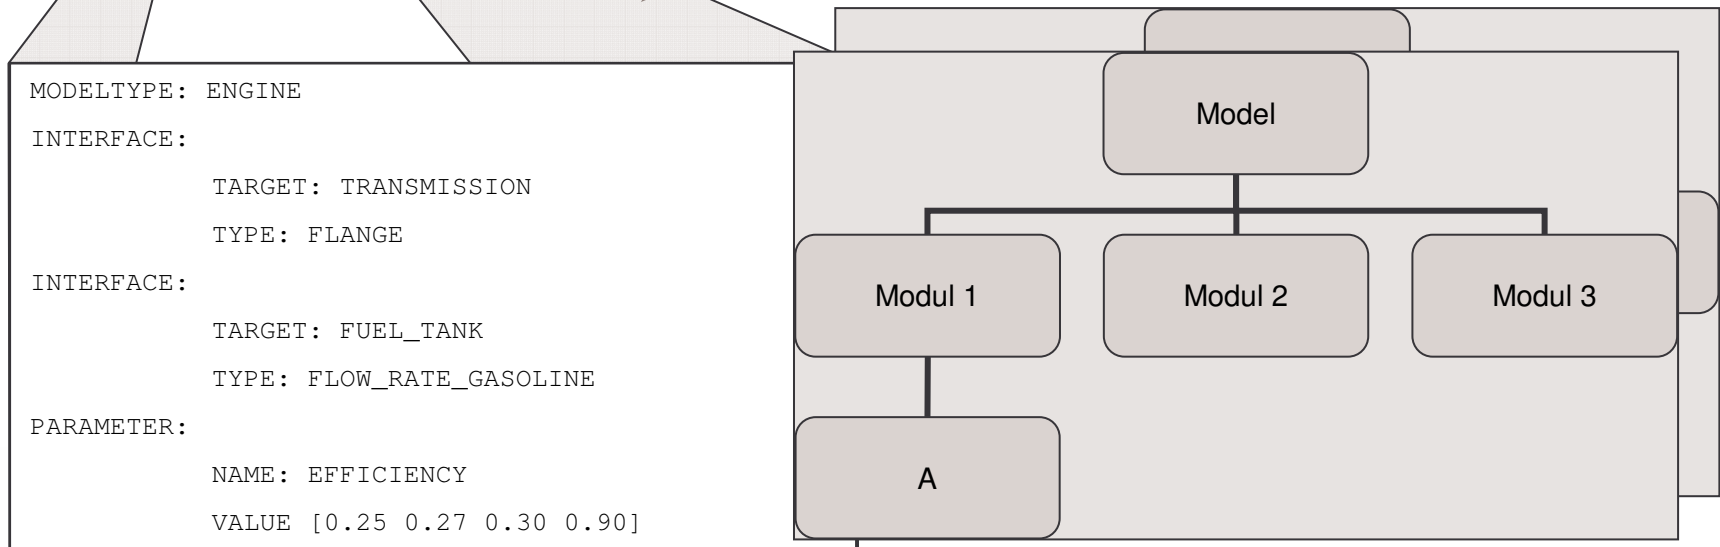 MODELTYPE: ENGINE
INTERFACE:
TARGET: TRANSMISSION
TYPE: FLANGE
INTERFACE:
TARGET: FUEL_TANK
TYPE: FLOW_RATE_GASOLINE
PARAMETER:
NAME: EFFICIENCY
VALUE [0.25 0.27 0.30 0.90]
Model
Modul 1
Modul 2
Modul 3
A